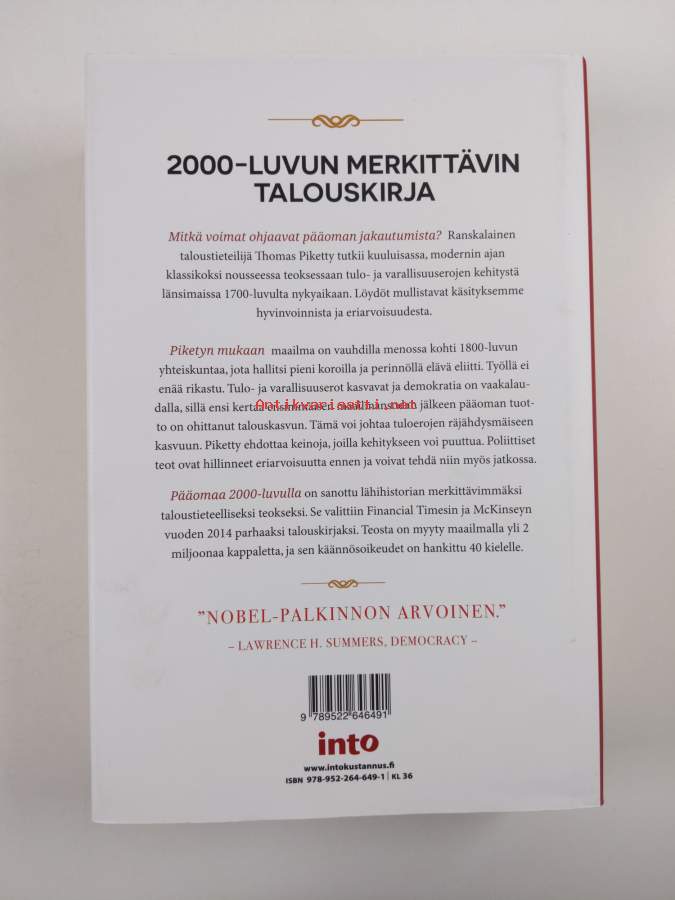 2000-LUVUN MERKITTÄVIN
TALOUSKIRJA
Mitkä voimat ohjaavat pääoman jakautumista? Ranskalainen
taloustieteilijä Thomas Piketty tutkii kuuluisassa, modernin ajan
klassikoksi nousseessa teoksessaan tulo- ja varallisuuserojen kehitystä
länsimaissa 1700-luvulta nykyaikaan. Löydöt mullistavat käsityksemme
hyvinvoinnista ja eriarvoisuudesta.
Piketyn mukaan maailma on vauhdilla menossa kohti 1800-luvun
yhteiskuntaa, jota hallitsi pieni koroilla ja perinnöllä elävä eliitti. Työllä ei
enää rikastu. Tulo- ja varallisuuserot kasvavat ja demokratia on vaakalau-
dalla, sillä ensi kertaa ensimmäisen maailmansodan jälkeen pääoman tuot-
Antikvariaatti.net
to on ohittanut talouskasvun. Tämä voi johtaa tuloerojen räjähdysmäiseen
kasvuun. Piketty ehdottaa keinoja, joilla kehitykseen voi puuttua. Poliittiset
teot ovat hillinneet eriarvoisuutta ennen ja voivat tehdä niin myös jatkossa.
Pääomaa 2000-luvulla on sanottu lähihistorian merkittävimmäksi
taloustieteelliseksi teokseksi. Se valittiin Financial Timesin ja McKinseyn
vuoden 2014 parhaaksi talouskirjaksi. Teosta on myyty maailmalla yli 2
miljoonaa kappaletta, ja sen käännösoikeudet on hankittu 40 kielelle.
"NOBEL-PALKINNON ARVOINEN."
– LAWRENCE H. SUMMERS, DEMOCRACY –
9 789522 646491
into
www.intokustannus.fi
ISBN 978-952-264-649-1 | KL 36